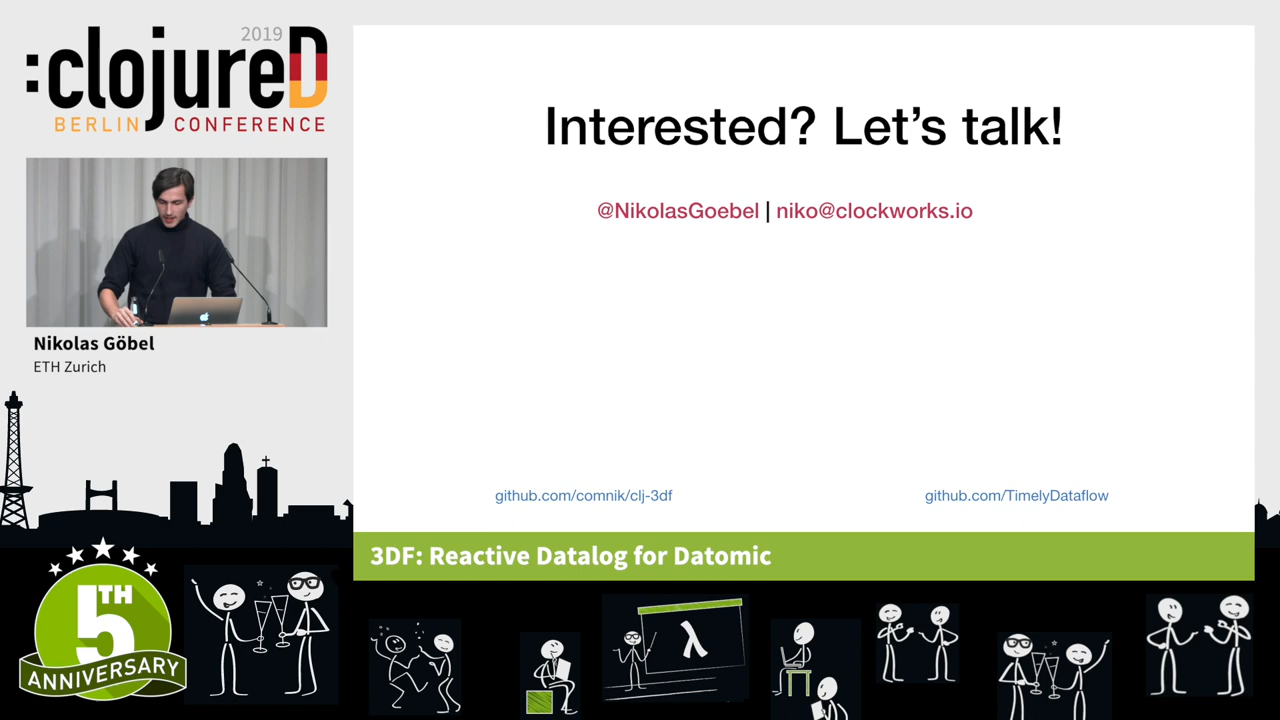 2019
:clojureD
BERLIN CONFERENCE
Nikolas Göbel
ETH Zurich
Interested? Let’s talk!
@NikolasGoebel | niko@clockworks.io
github.com/comnik/clj-3df
github.com/TimelyDataflow
3DF: Reactive Datalog for Datomic
5TH
ANNIVERSARY
λ